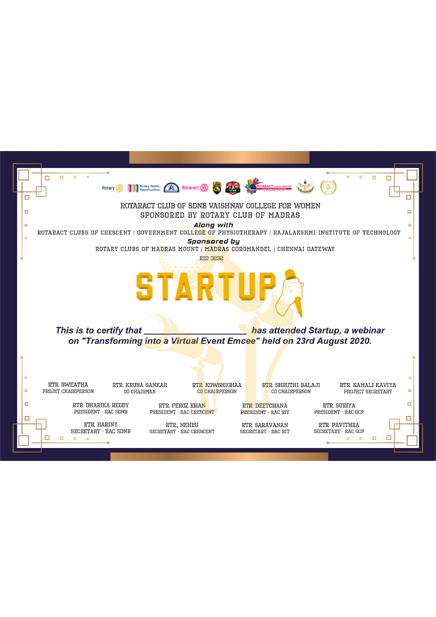 Rotary
Rotary Opens
Opportunities
Rotaract
ROTARACT CLUB OF SDNB VAISHNAV COLLEGE FOR WOMEN
SPONSORED BY ROTARY CLUB OF MADRAS
Along with
ROTARACT CLUBS OF CRESCENT | GOVERNMENT COLLEGE OF PHYSIOTHERAPY | RAJALAKSHMI INSTITUTE OF TECHNOLOGY
Sponsored by
ROTARY CLUBS OF MADRAS MOUNT | MADRAS COROMANDEL | CHENNAI GATEWAY
RID 3232
STARTUP
This is to certify that ____________________ has attended Startup, a webinar
on "Transforming into a Virtual Event Emcee" held on 23rd August 2020.
RTR. SWEATHA RTR. KRUBA SANKAR RTR. KOWSHIGHAA RTR. SHRUTHI BALAJI RTR. KAMALI KAVIYA
PROJET CHAIRPERSON CO CHAIRMAN CO CHAIRPERSON CO CHAIRPERSON PROJECT SECRETARY
RTR. DHARIKA REDDY RTR. FEROZ KHAN RTR. DEETCHANA RTR. SURIYA
PRESIDENT - RAC SDNB PRESIDENT - RAC CRESCENT PRESIDENT - RAC RIT PRESIDENT - RAC GCP
RTR. HARINY RTR. NEHRU RTR. SARAVANAN RTR. PAVITHRA
SECRETARY - RAC SDNB SECRETARY - RAC CRESCENT SECRETARY - RAC RIT SECRETARY - RAC GCP